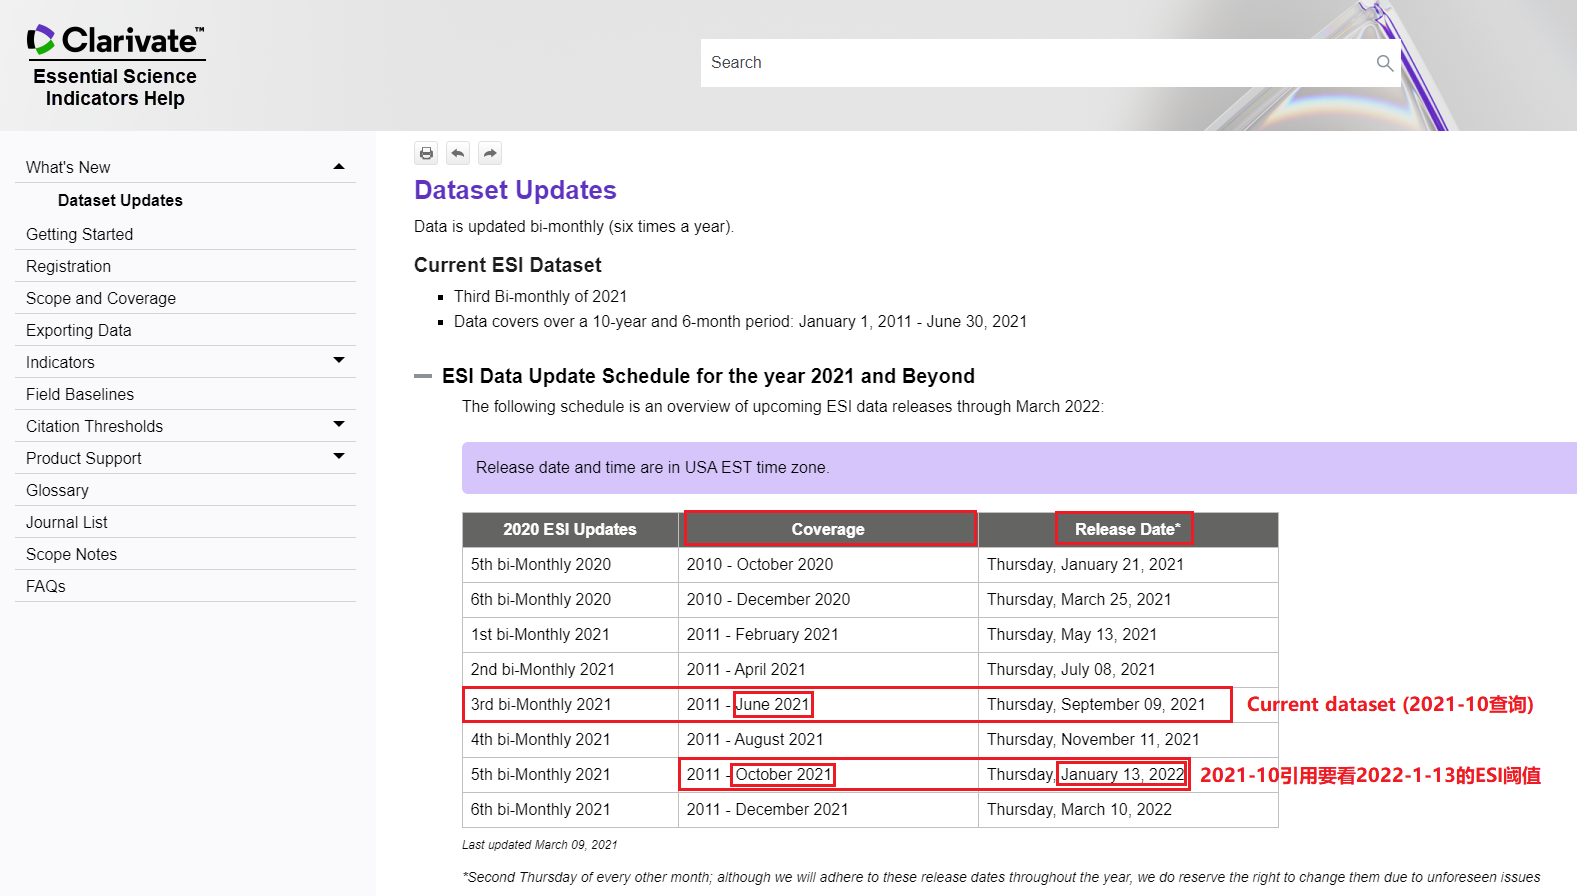 Clarivate™
Essential Science
Indicators Help
Search
What's New
Dataset Updates
Getting Started
Registration
Scope and Coverage
Exporting Data
Indicators
Field Baselines
Citation Thresholds
Product Support
Glossary
Journal List
Scope Notes
FAQs
Dataset Updates
Data is updated bi-monthly (six times a year).
Current ESI Dataset
Third Bi-monthly of 2021
Data covers over a 10-year and 6-month period: January 1, 2011 - June 30, 2021
ESI Data Update Schedule for the year 2021 and Beyond
The following schedule is an overview of upcoming ESI data releases through March 2022:
Release date and time are in USA EST time zone.
2020 ESI Updates Coverage Release Date*
5th bi-Monthly 2020 2010 - October 2020 Thursday, January 21, 2021
6th bi-Monthly 2020 2010 - December 2020 Thursday, March 25, 2021
1st bi-Monthly 2021 2011 - February 2021 Thursday, May 13, 2021
2nd bi-Monthly 2021 2011 - April 2021 Thursday, July 08, 2021
3rd bi-Monthly 2021 2011 - June 2021 Thursday, September 09, 2021 Current dataset (2021-10查询)
4th bi-Monthly 2021 2011 - August 2021 Thursday, November 11, 2021
5th bi-Monthly 2021 2011 - October 2021 Thursday, January 13, 2022 2021-10引用要看2022-1-13的ESI阈值
6th bi-Monthly 2021 2011 - December 2021 Thursday, March 10, 2022
Last updated March 09, 2021
*Second Thursday of every other month; although we will adhere to these release dates throughout the year, we do reserve the right to change them due to unforeseen issues